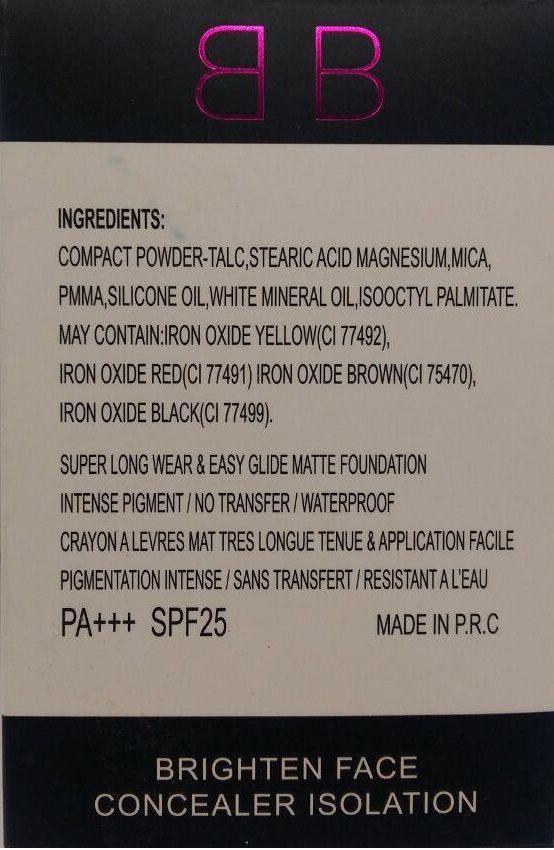 B B
INGREDIENTS:
COMPACT POWDER-TALC,STEARIC ACID MAGNESIUM,MICA,
PMMA,SILICONE OIL,WHITE MINERAL OIL,ISOOCTYL PALMITATE.
MAY CONTAIN:IRON OXIDE YELLOW(CI 77492),
IRON OXIDE RED(CI 77491) IRON OXIDE BROWN(CI 75470),
IRON OXIDE BLACK(CI 77499).
SUPER LONG WEAR & EASY GLIDE MATTE FOUNDATION
INTENSE PIGMENT / NO TRANSFER / WATERPROOF
CRAYON A LEVRES MAT TRES LONGUE TENUE & APPLICATION FACILE
PIGMENTATION INTENSE / SANS TRANSFERT / RESISTANT A L'EAU
PA+++ SPF25 MADE IN P.R.C
BRIGHTEN FACE
CONCEALER ISOLATION